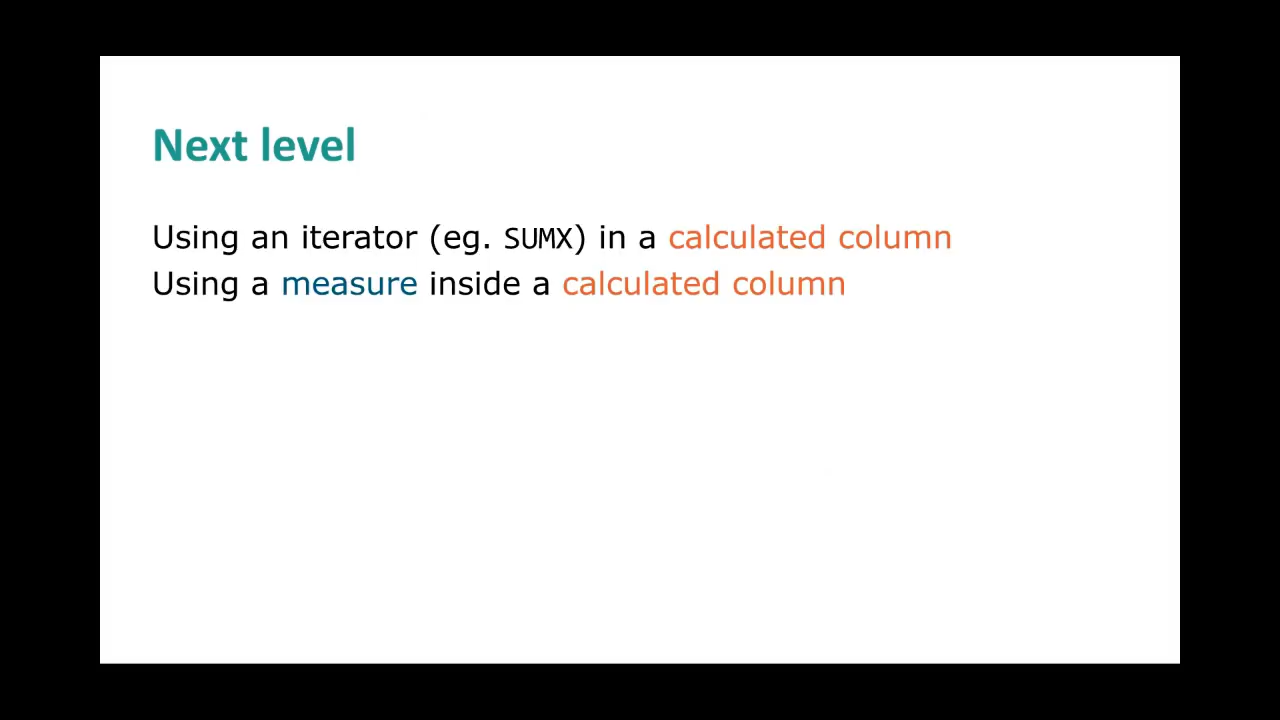 Next level
Using an iterator (eg. SUMX) in a calculated column
Using a measure inside a calculated column